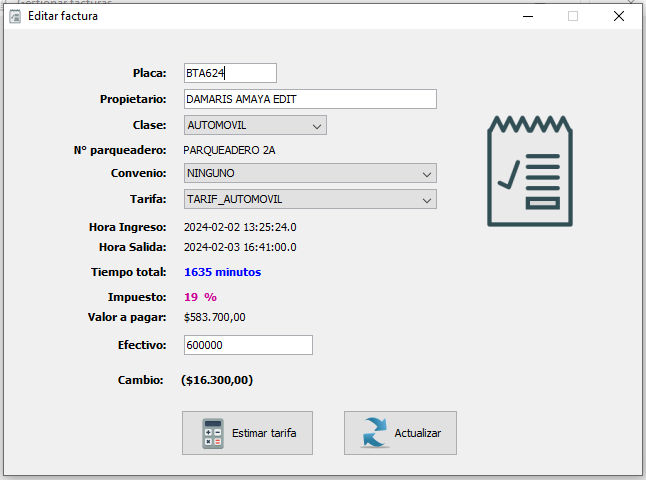 Editar factura
Placa: BTA624
Propietario: DAMARIS AMAYA EDIT
Clase: AUTOMOVIL
N° parqueadero: PARQUEADERO 2A
Convenio: NINGUNO
Tarifa: TARIF_AUTOMOVIL
Hora Ingreso: 2024-02-02 13:25:24.0
Hora Salida: 2024-02-03 16:41:00.0
Tiempo total: 1635 minutos
Impuesto: 19 %
Valor a pagar: $583.700,00
Efectivo: 600000
Cambio: ($16.300,00)
Estimar tarifa
Actualizar